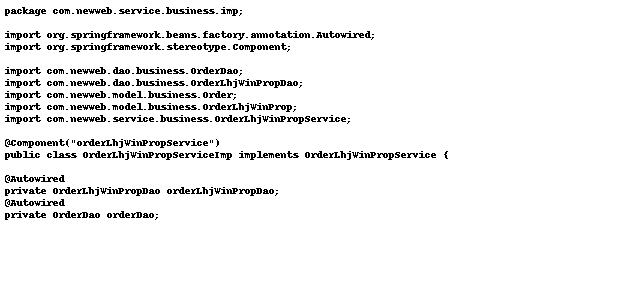 package com.newweb.service.business.imp;

import org.springframework.beans.factory.annotation.Autowired;
import org.springframework.stereotype.Component;

import com.newweb.dao.business.OrderDao;
import com.newweb.dao.business.OrderLhjWinPropDao;
import com.newweb.model.business.Order;
import com.newweb.model.business.OrderLhjWinProp;
import com.newweb.service.business.OrderLhjWinPropService;

@Component("orderLhjWinPropService")
public class OrderLhjWinPropServiceImp implements OrderLhjWinPropService {

@Autowired
private OrderLhjWinPropDao orderLhjWinPropDao;
@Autowired
private OrderDao orderDao;